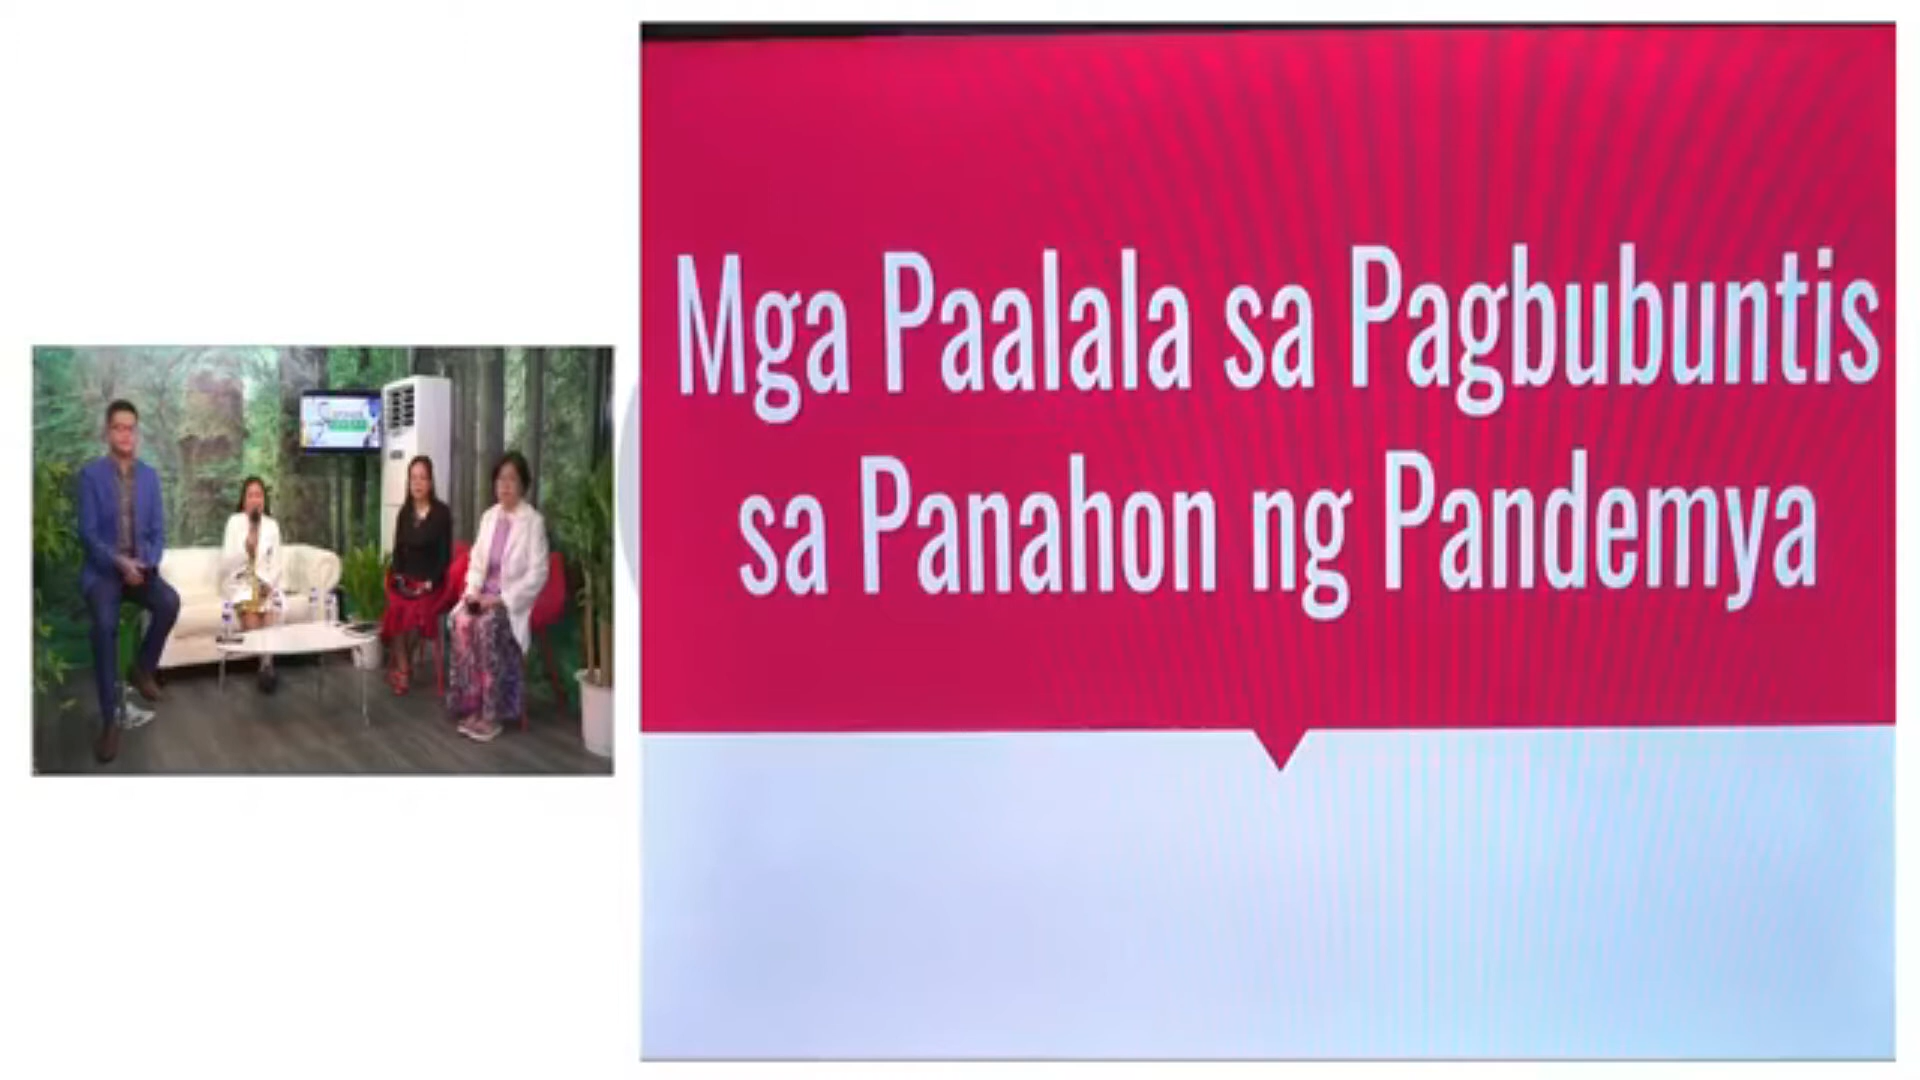 Mga Paalala sa Pagbubuntis
sa Panahon ng Pandemya